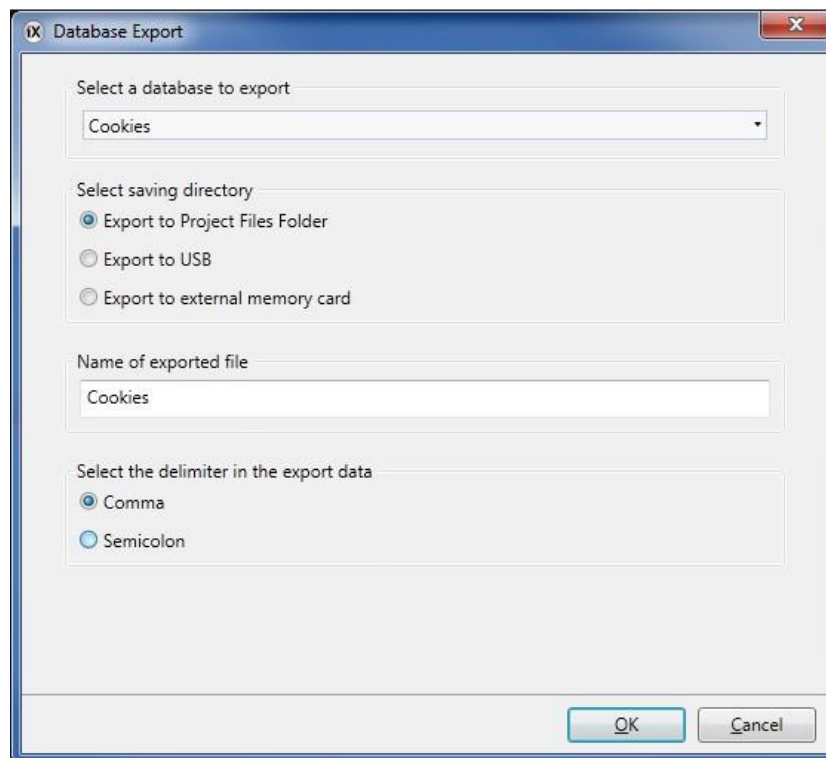 iX Database Export
Select a database to export
Cookies
Select saving directory
Export to Project Files Folder
Export to USB
Export to external memory card
Name of exported file
Cookies
Select the delimiter in the export data
Comma
Semicolon
OK Cancel